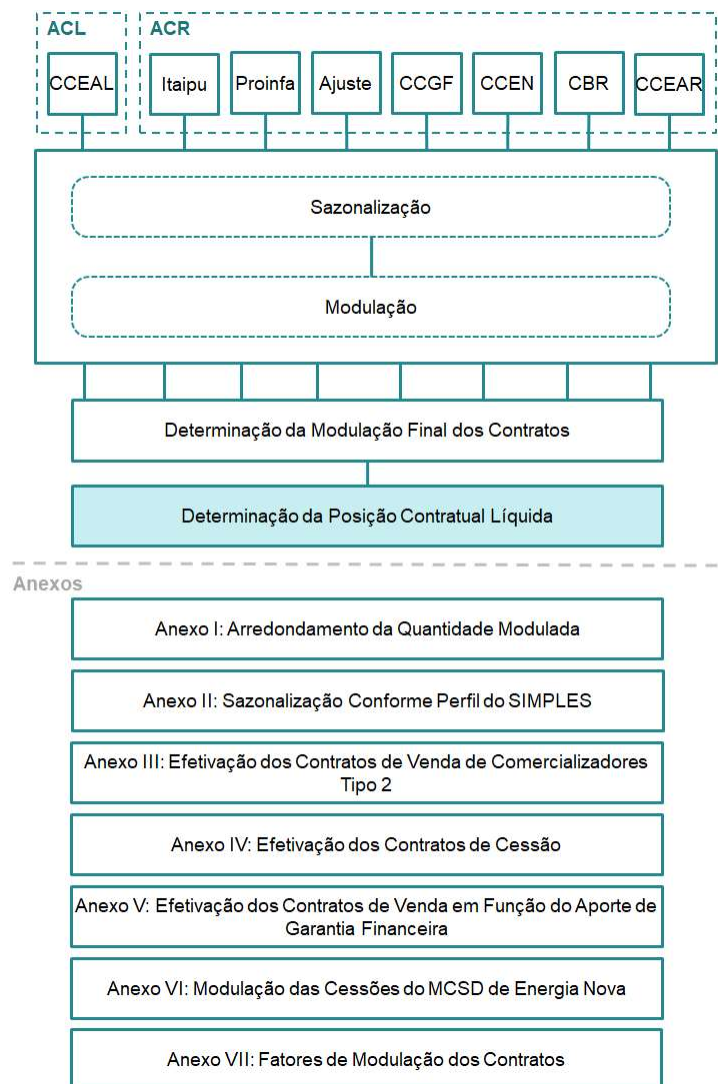 ACL
ACR
CCEAL
Itaipu
Proinfa
Ajuste
CCGF
CCEN
CBR
CCEAR
Sazonalização
Modulação
Determinação da Modulação Final dos Contratos
Determinação da Posição Contratual Líquida
Anexos
Anexo I: Arredondamento da Quantidade Modulada
Anexo II: Sazonalização Conforme Perfil do SIMPLES
Anexo III: Efetivação dos Contratos de Venda de Comercializadores
Tipo 2
Anexo IV: Efetivação dos Contratos de Cessão
Anexo V: Efetivação dos Contratos de Venda em Função do Aporte de
Garantia Financeira
Anexo VI: Modulação das Cessões do MCSD de Energia Nova
Anexo VII: Fatores de Modulação dos Contratos